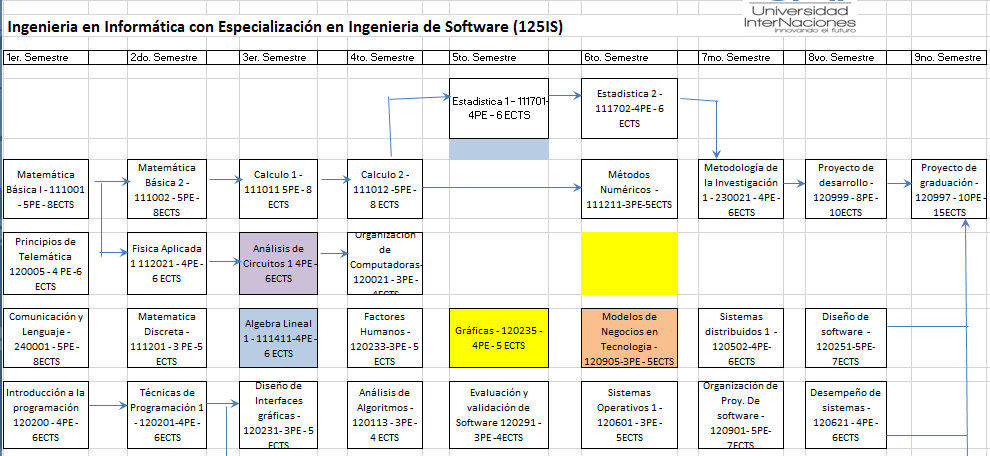 Universidad
InterNaciones
Innovando el futuro
Ingenieria en Informática con Especialización en Ingenieria de Software (125IS)
1er. Semestre
2do. Semestre
3er. Semestre
4to. Semestre
5to. Semestre
6to. Semestre
7mo. Semestre
8vo. Semestre
9no. Semestre
Estadistica 1 - 111701-
4PE - 6 ECTS
Estadistica 2 -
111702-4PE - 6
ECTS
Matemática
Básica I - 111001
- 5PE - 8ECTS
Matemática
Básica 2 -
111002 - 5PE -
8ECTS
Calculo 1 -
111011 5PE - 8
ECTS
Calculo 2 -
111012 -5PE -
8 ECTS
Métodos
Numéricos -
111211-3PE-5ECTS
Metodología de
la Investigación
1 - 230021 - 4PE -
6ECTS
Proyecto de
desarrollo -
120999 - 8PE -
10ECTS
Proyecto de
graduación -
120997 - 10PE -
15ECTS
Principios de
Telemática
120005 - 4 PE -6
ECTS
Fisica Aplicada
1 112021 - 4PE -
6 ECTS
Análisis de
Circuitos 1 4PE -
6ECTS
Organización
de
Computadoras-
120021 - 3PE -
4ECTS
Comunicación y
Lenguaje -
240001 - 5PE -
8ECTS
Matematica
Discreta -
111201 - 3 PE -
5 ECTS
Algebra Lineal
1 - 111411-4PE-
6 ECTS
Factores
Humanos -
120233-3PE - 5
ECTS
Gráficas - 120235 -
4PE - 5 ECTS
Modelos de
Negocios en
Tecnologia -
120905-3PE - 5ECTS
Sistemas
distribuidos 1 -
120502-4PE-
6ECTS
Diseño de
software -
120251-5PE-
7ECTS
Introducción a la
programación
120200 - 4PE -
6ECTS
Técnicas de
Programación 1
- 120201-4PE -
6ECTS
Diseño de
Interfaces
gráficas -
120231- 3PE - 5
ECTS
Análisis de
Algoritmos -
120113 - 3PE -
4 ECTS
Evaluación y
validación de
Software 120291 -
3PE -4ECTS
Sistemas
Operativos 1 -
120601 - 3PE -
5ECTS
Organización de
Proy. De
software -
120901- 5PE-
7ECTS
Desempeño de
sistemas -
120621 - 4PE -
6ECTS